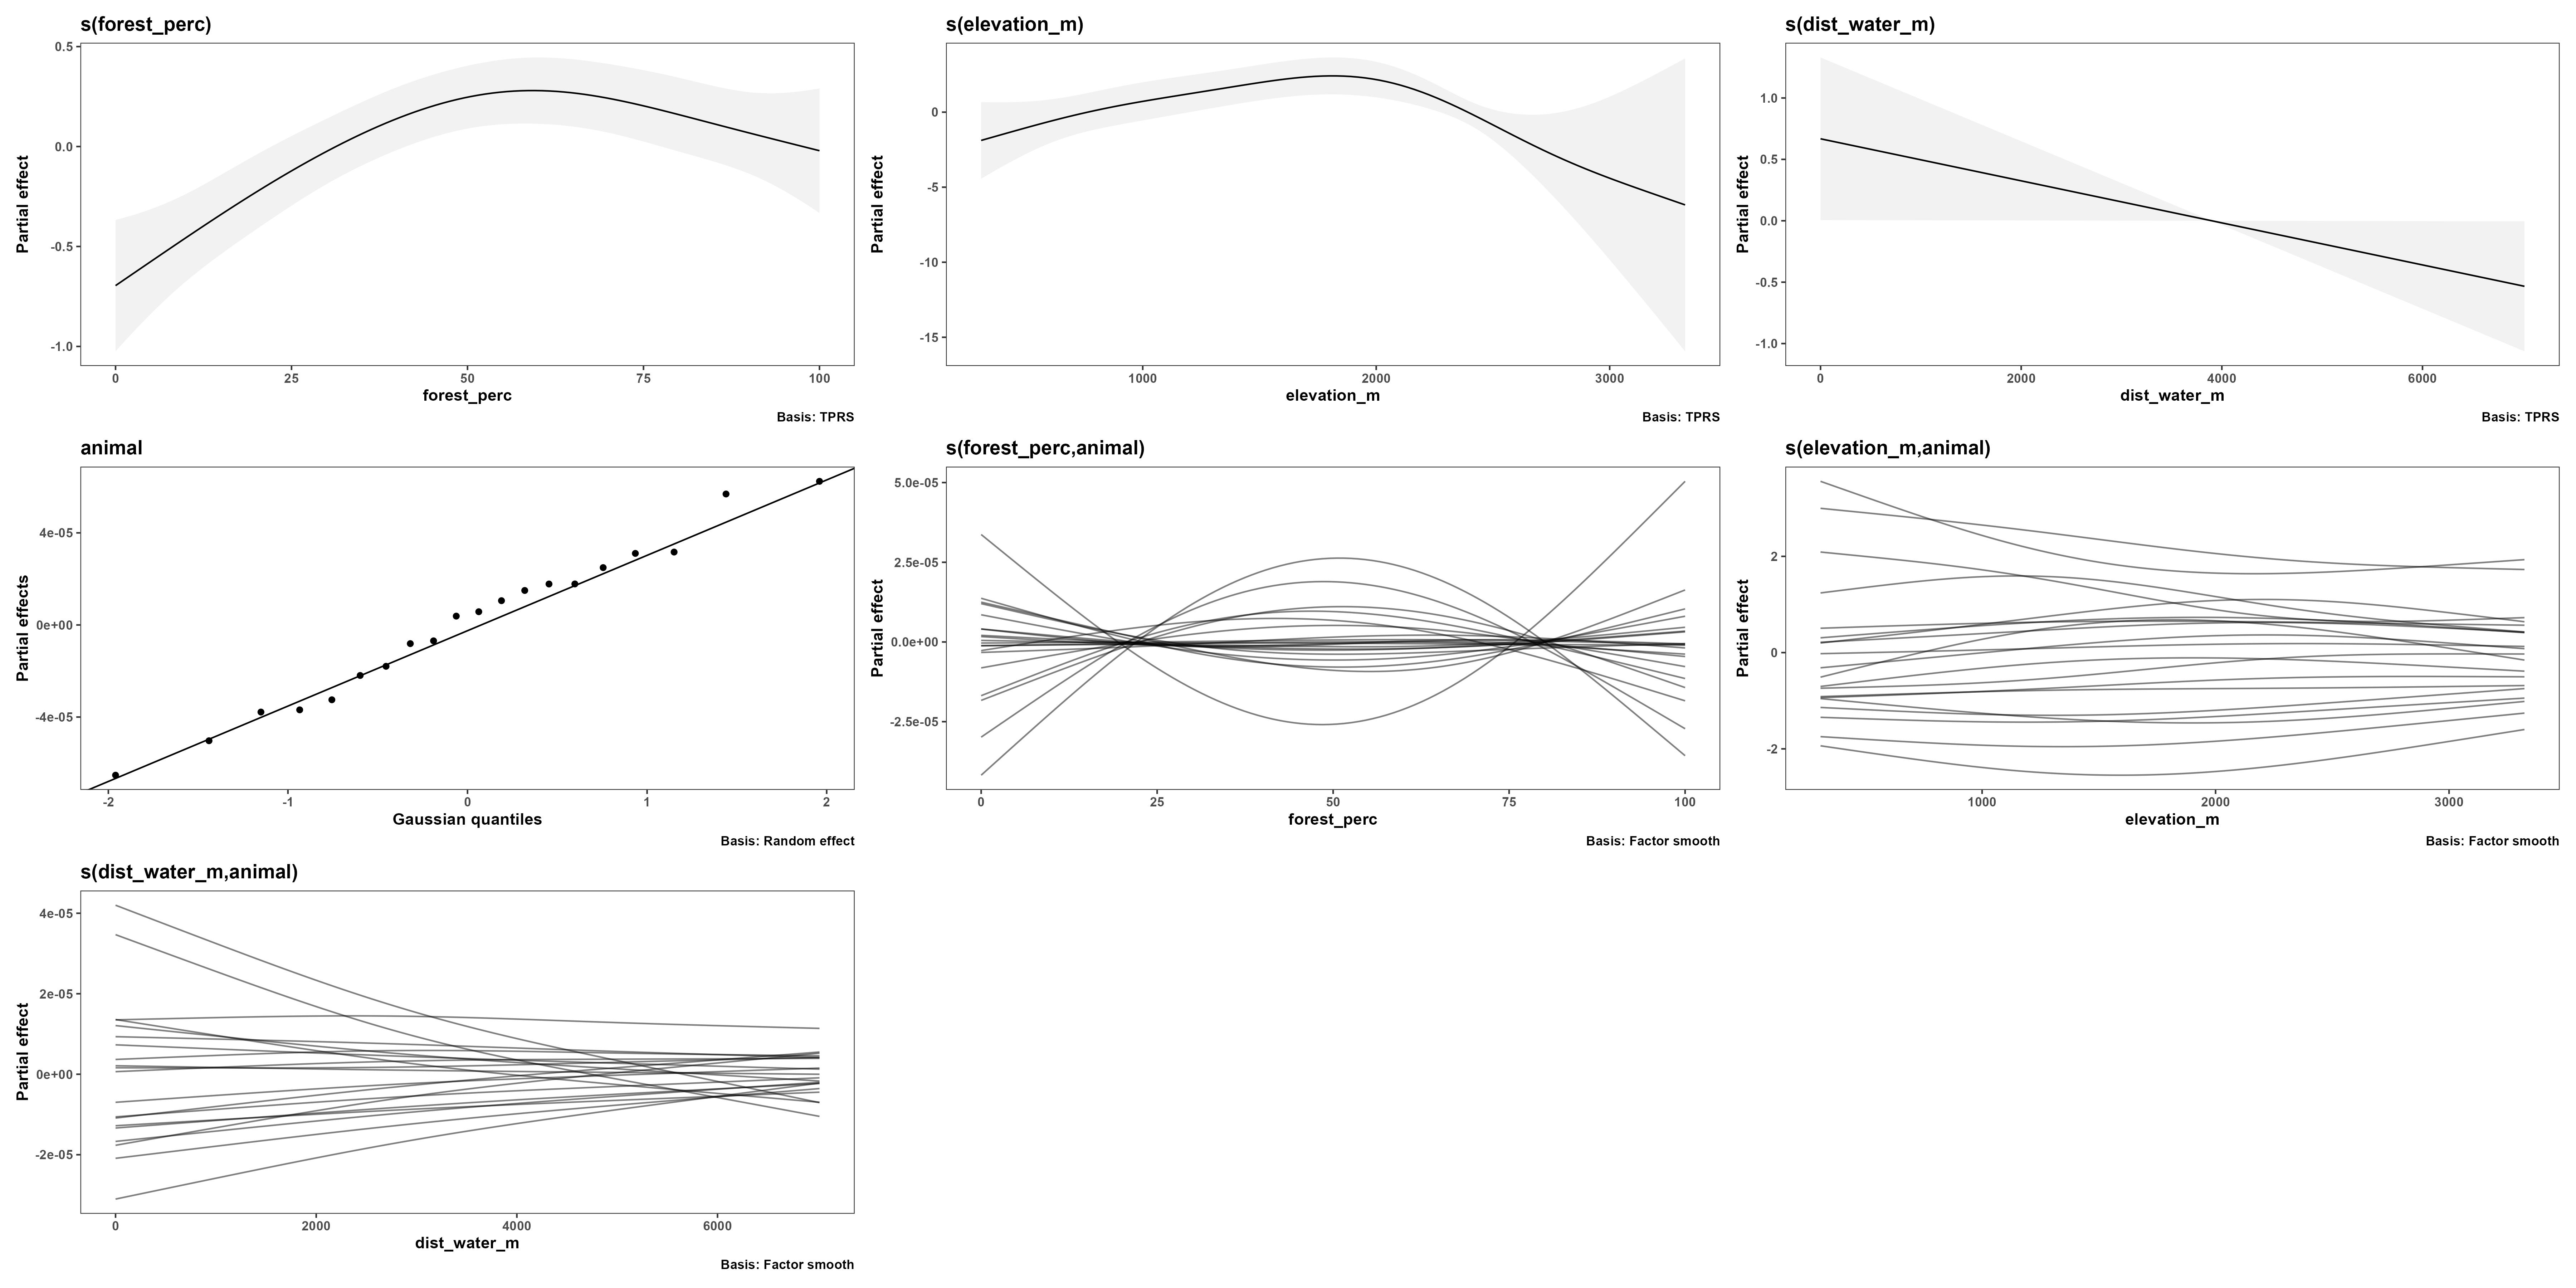 s(forest_perc)
0.5
0.0
-0.5
-1.0
Partial effect
0 25 50 75 100
forest_perc
Basis: TPRS
s(elevation_m)
0
-5
-10
-15
Partial effect
1000 2000 3000
elevation_m
Basis: TPRS
s(dist_water_m)
1.0
0.5
0.0
-0.5
-1.0
Partial effect
0 2000 4000 6000
dist_water_m
Basis: TPRS
animal
4e-05
0e+00
-4e-05
Partial effects
-2 -1 0 1 2
Gaussian quantiles
Basis: Random effect
s(forest_perc,animal)
5.0e-05
2.5e-05
0.0e+00
-2.5e-05
Partial effect
0 25 50 75 100
forest_perc
Basis: Factor smooth
s(elevation_m,animal)
2
0
-2
Partial effect
1000 2000 3000
elevation_m
Basis: Factor smooth
s(dist_water_m,animal)
4e-05
2e-05
0e+00
-2e-05
Partial effect
0 2000 4000 6000
dist_water_m
Basis: Factor smooth